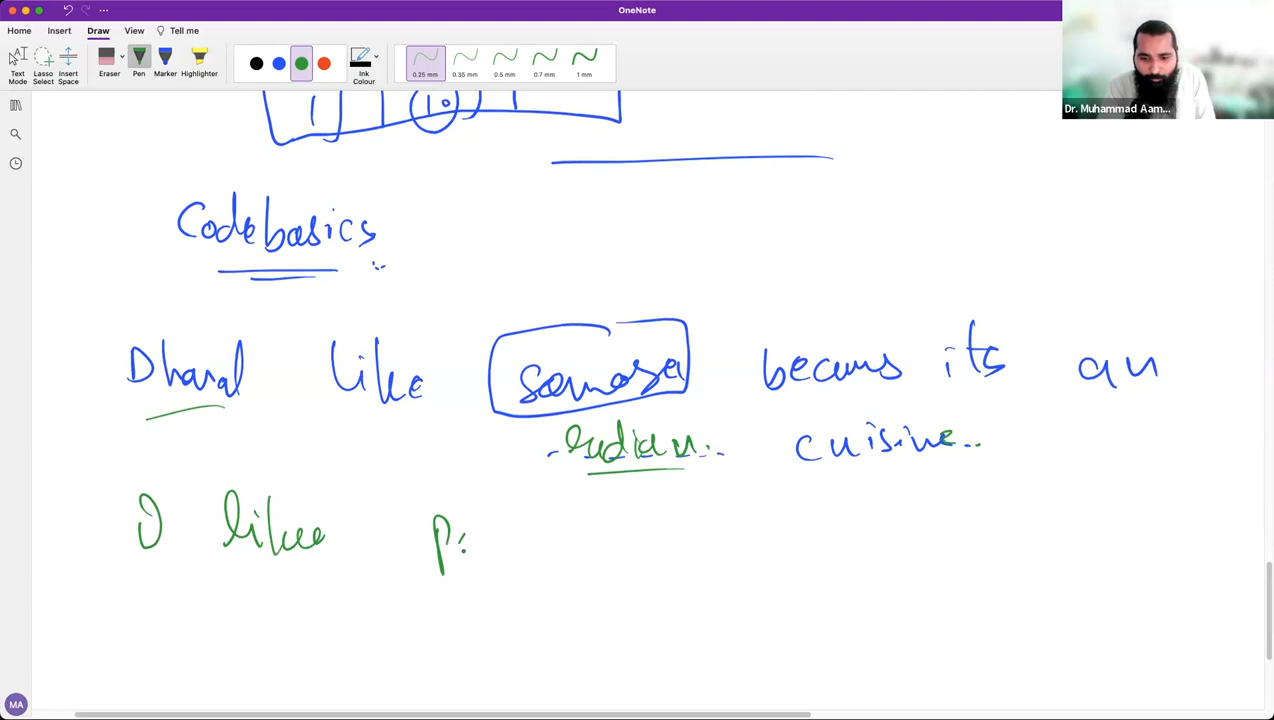 OneNote
Home Insert Draw View Tell me
Text Mode Lasso Select Insert Space Eraser Pen Marker Highlighter Ink Colour 0.25 mm 0.35 mm 0.5 mm 0.7 mm 1 mm
Dr. Muhammad Aam...
1 10
Codebasics
Dhaval like samosa becaus its an
indian cuisine..
I like p
MA